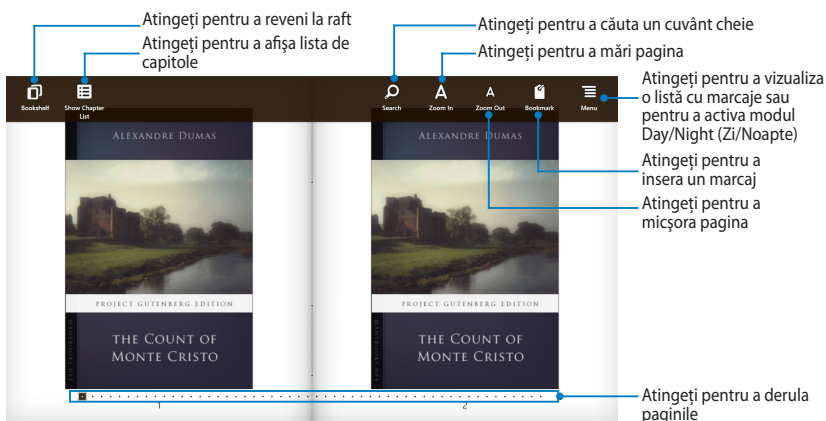 Atingeți pentru a reveni la raft
Atingeți pentru a afișa lista de
capitole
Atingeți pentru a căuta un cuvânt cheie
Atingeți pentru a mări pagina
Atingeți pentru a vizualiza
o listă cu marcaje sau
pentru a activa modul
Day/Night (Zi/Noapte)
Atingeți pentru a
insera un marcaj
Atingeți pentru a
micșora pagina
Bookshelf
Show Chapter
List
Search
Zoom In
Zoom Out
Bookmark
Menu
ALEXANDRE DUMAS
PROJECT GUTENBERG EDITION
THE COUNT OF
MONTE CRISTO
ALEXANDRE DUMAS
PROJECT GUTENBERG EDITION
THE COUNT OF
MONTE CRISTO
1
2
Atingeți pentru a derula
paginile